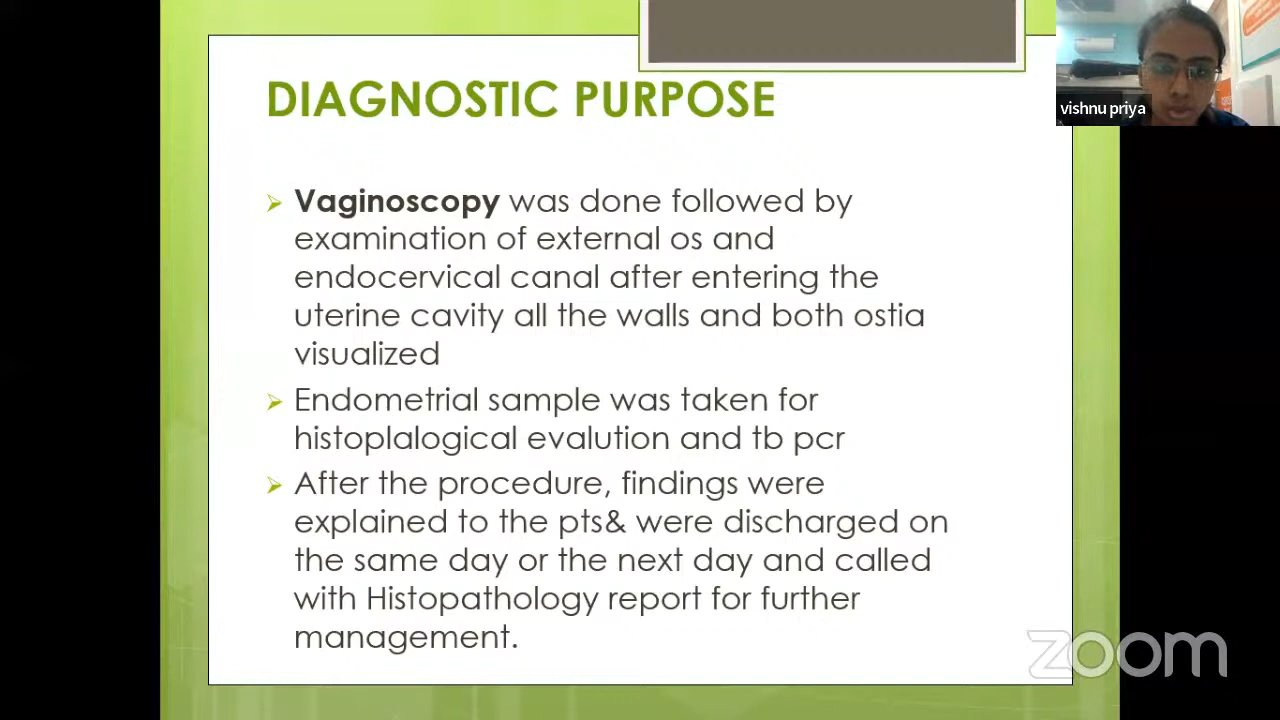 DIAGNOSTIC PURPOSE
vishnu priya
Vaginoscopy was done followed by
examination of external os and
endocervical canal after entering the
uterine cavity all the walls and both ostia
visualized
Endometrial sample was taken for
histoplalogical evalution and tb pcr
After the procedure, findings were
explained to the pts& were discharged on
the same day or the next day and called
with Histopathology report for further
management.
zoom